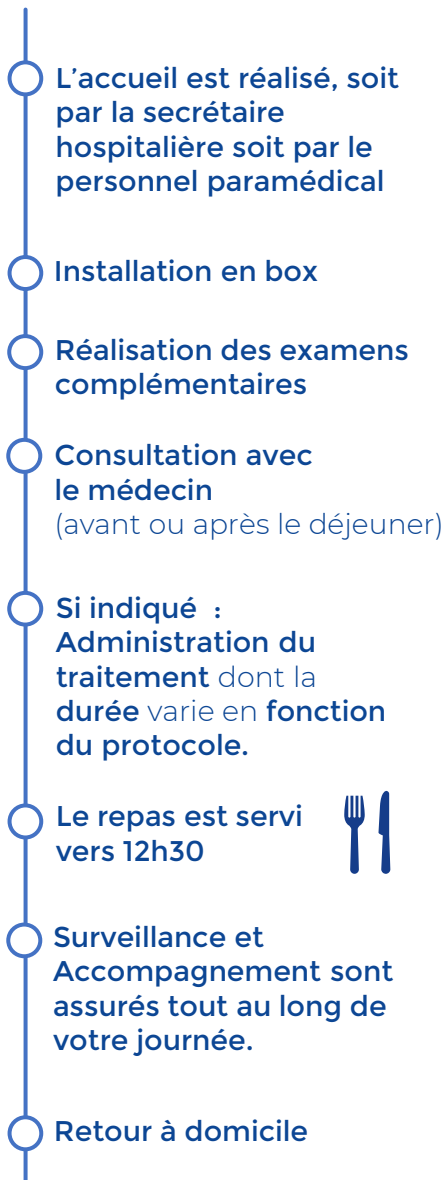 L’accueil est réalisé, soit
par la secrétaire
hospitalière soit par le
personnel paramédical
Installation en box
Réalisation des examens
complémentaires
Consultation avec
le médecin
(avant ou après le déjeuner)
Si indiqué :
Administration du
traitement dont la
durée varie en fonction
du protocole.
Le repas est servi
vers 12h30
Surveillance et
Accompagnement sont
assurés tout au long de
votre journée.
Retour à domicile